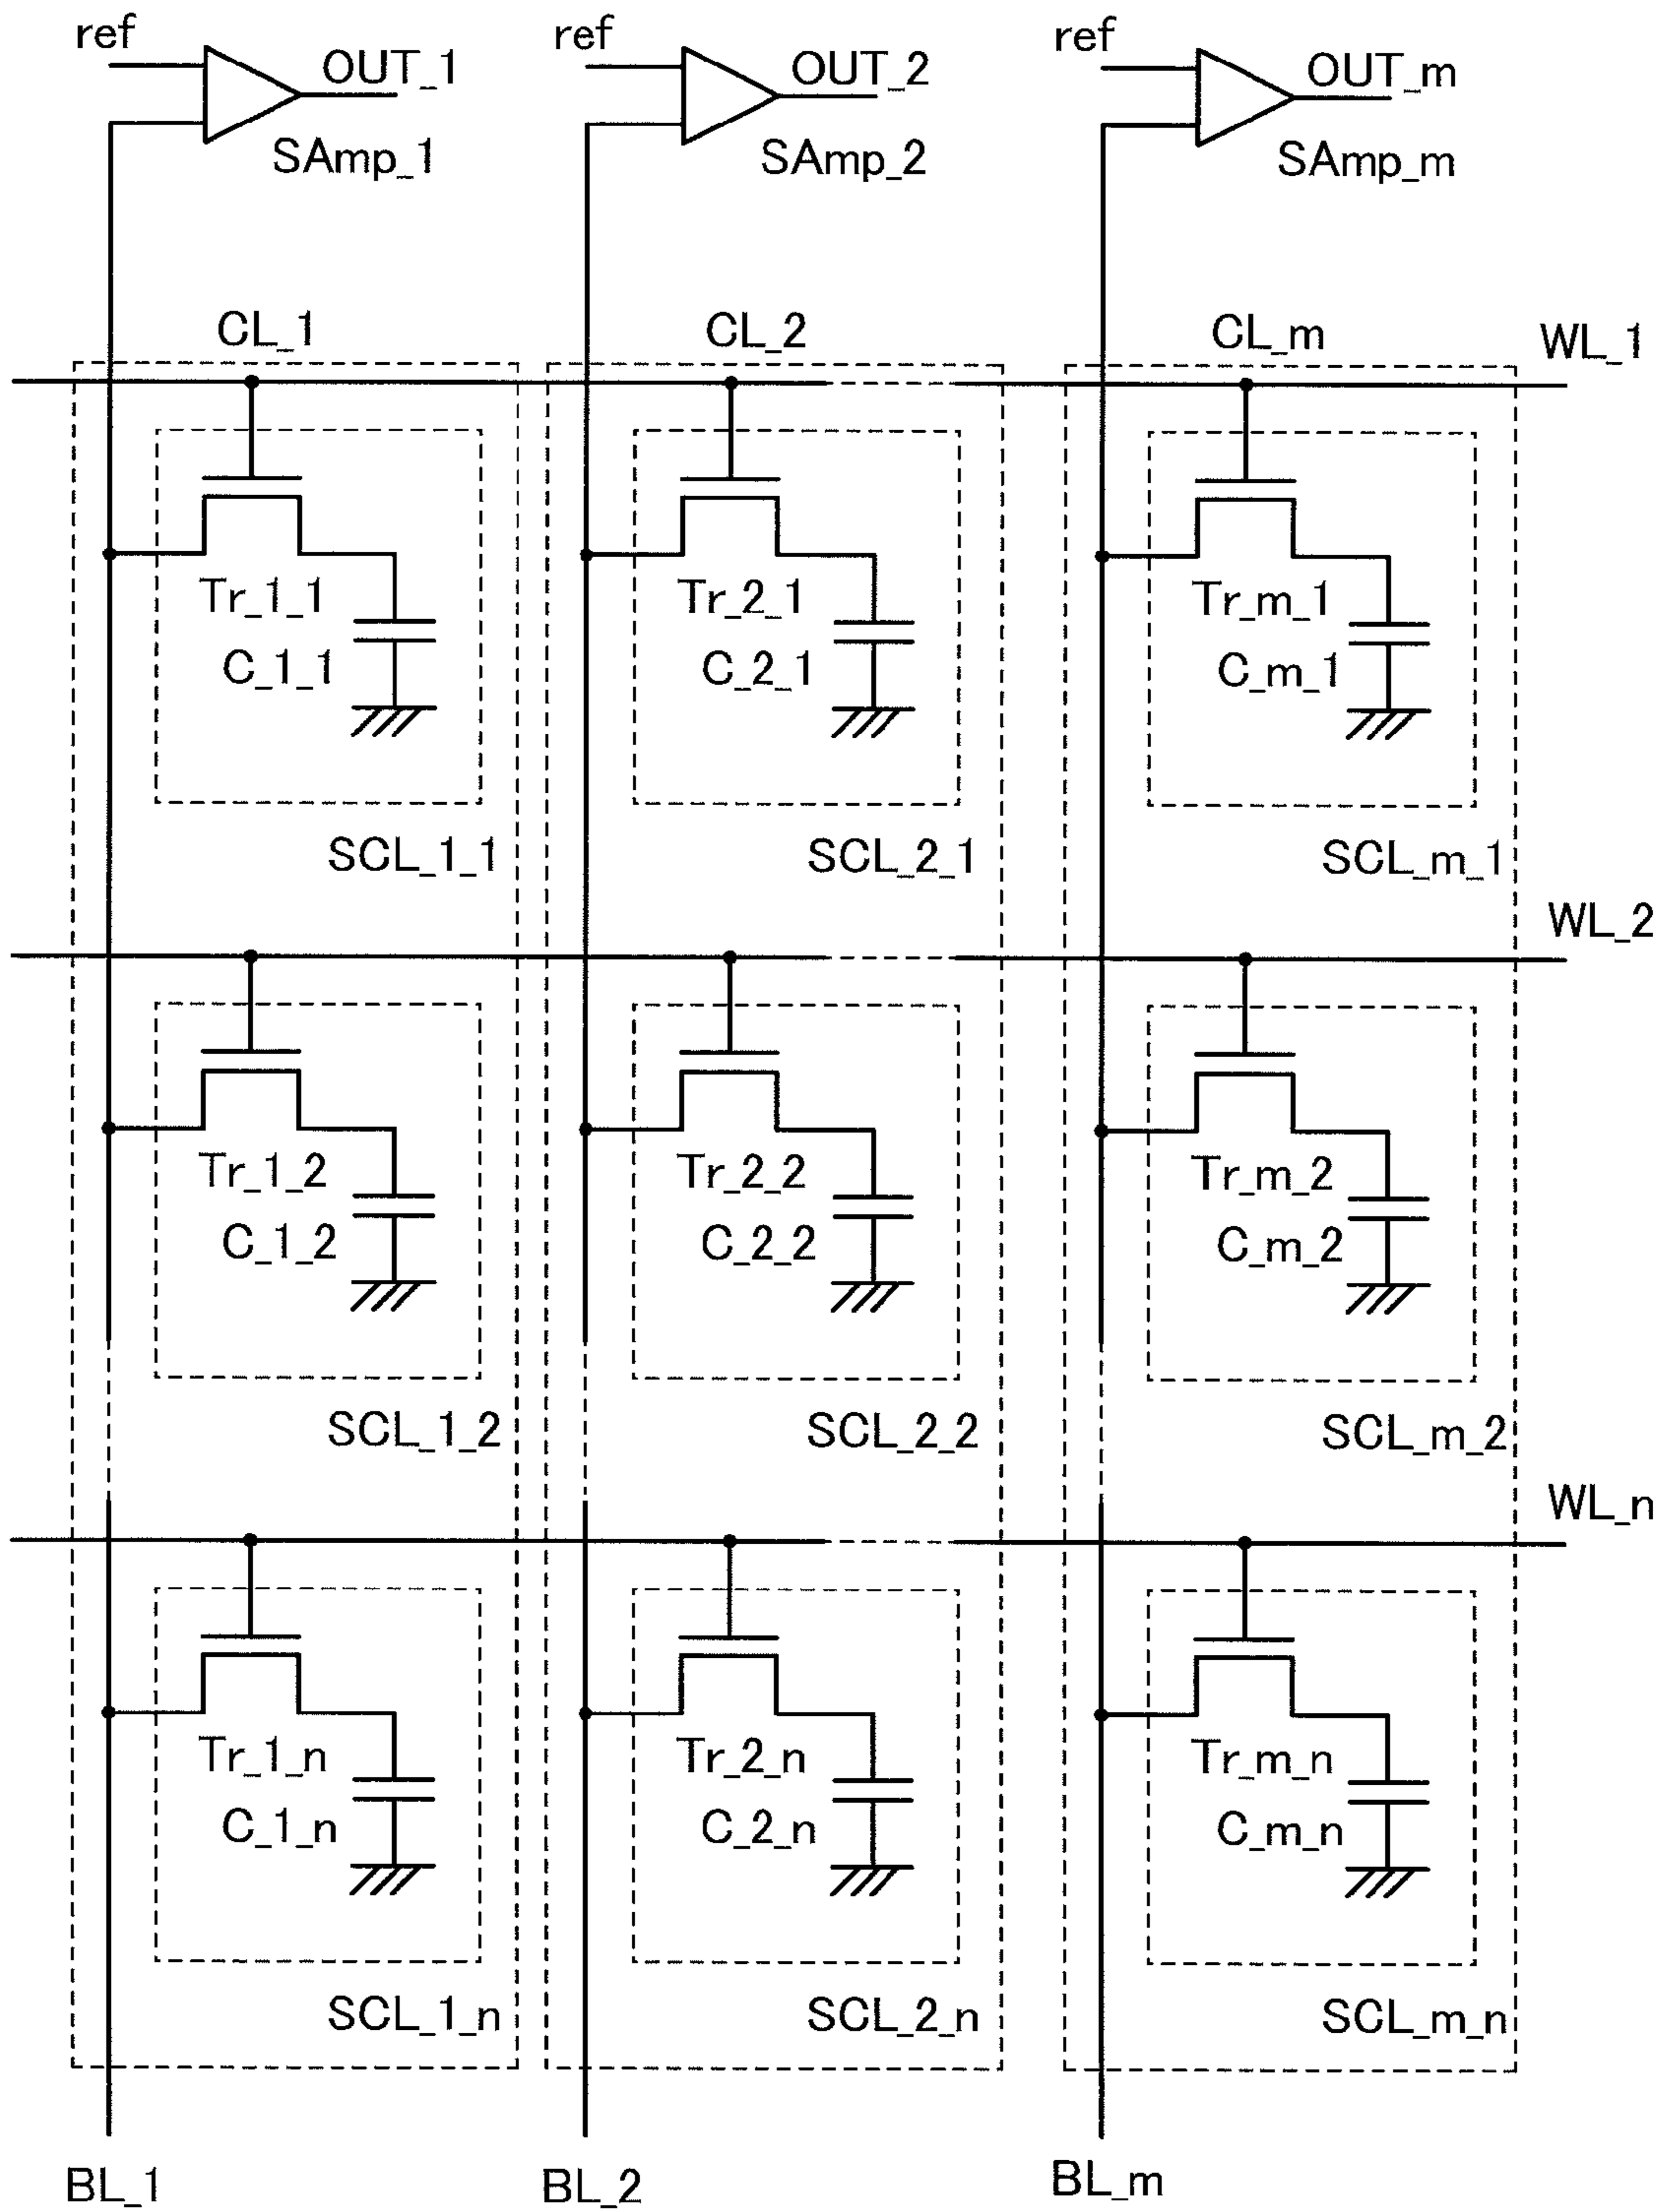 ref ref ref
OUT_1 OUT_2 OUT_m
SAmp_1 SAmp_2 SAmp_m
CL_1 CL_2 CL_m WL_1
Tr_1_1 Tr_2_1 Tr_m_1
C_1_1 C_2_1 C_m_1
SCL_1_1 SCL_2_1 SCL_m_1
WL_2
Tr_1_2 Tr_2_2 Tr_m_2
C_1_2 C_2_2 C_m_2
SCL_1_2 SCL_2_2 SCL_m_2
WL_n
Tr_1_n Tr_2_n Tr_m_n
C_1_n C_2_n C_m_n
SCL_1_n SCL_2_n SCL_m_n
BL_1 BL_2 BL_m